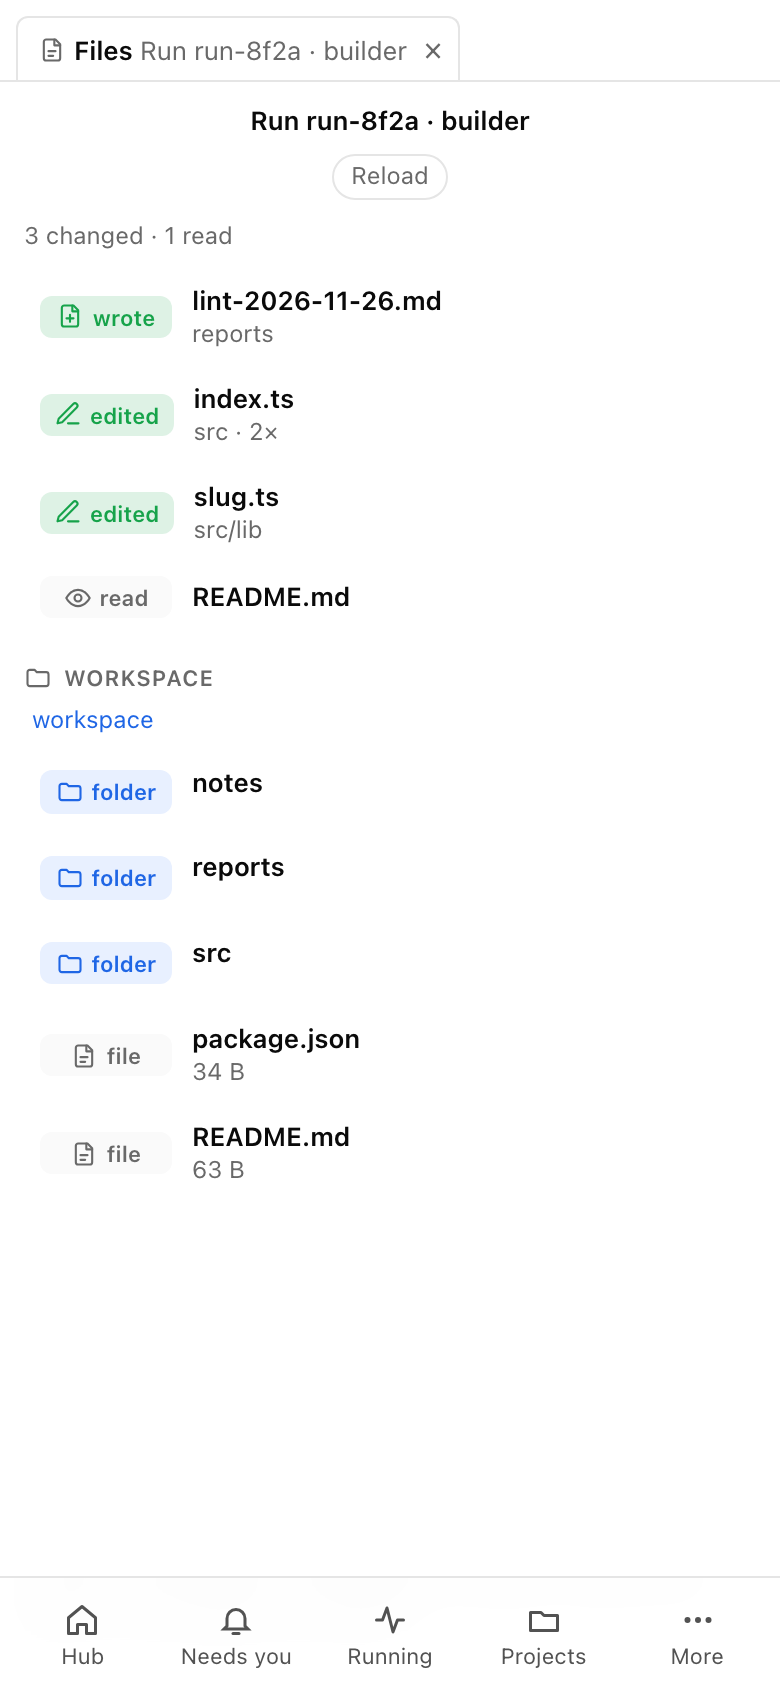 Files Run run-8f2a · builder ×
Run run-8f2a · builder
Reload
3 changed · 1 read
wrote lint-2026-11-26.md
reports
edited index.ts
src · 2×
edited slug.ts
src/lib
read README.md
WORKSPACE
workspace
folder notes
folder reports
folder src
file package.json
34 B
file README.md
63 B
Hub Needs you Running Projects More